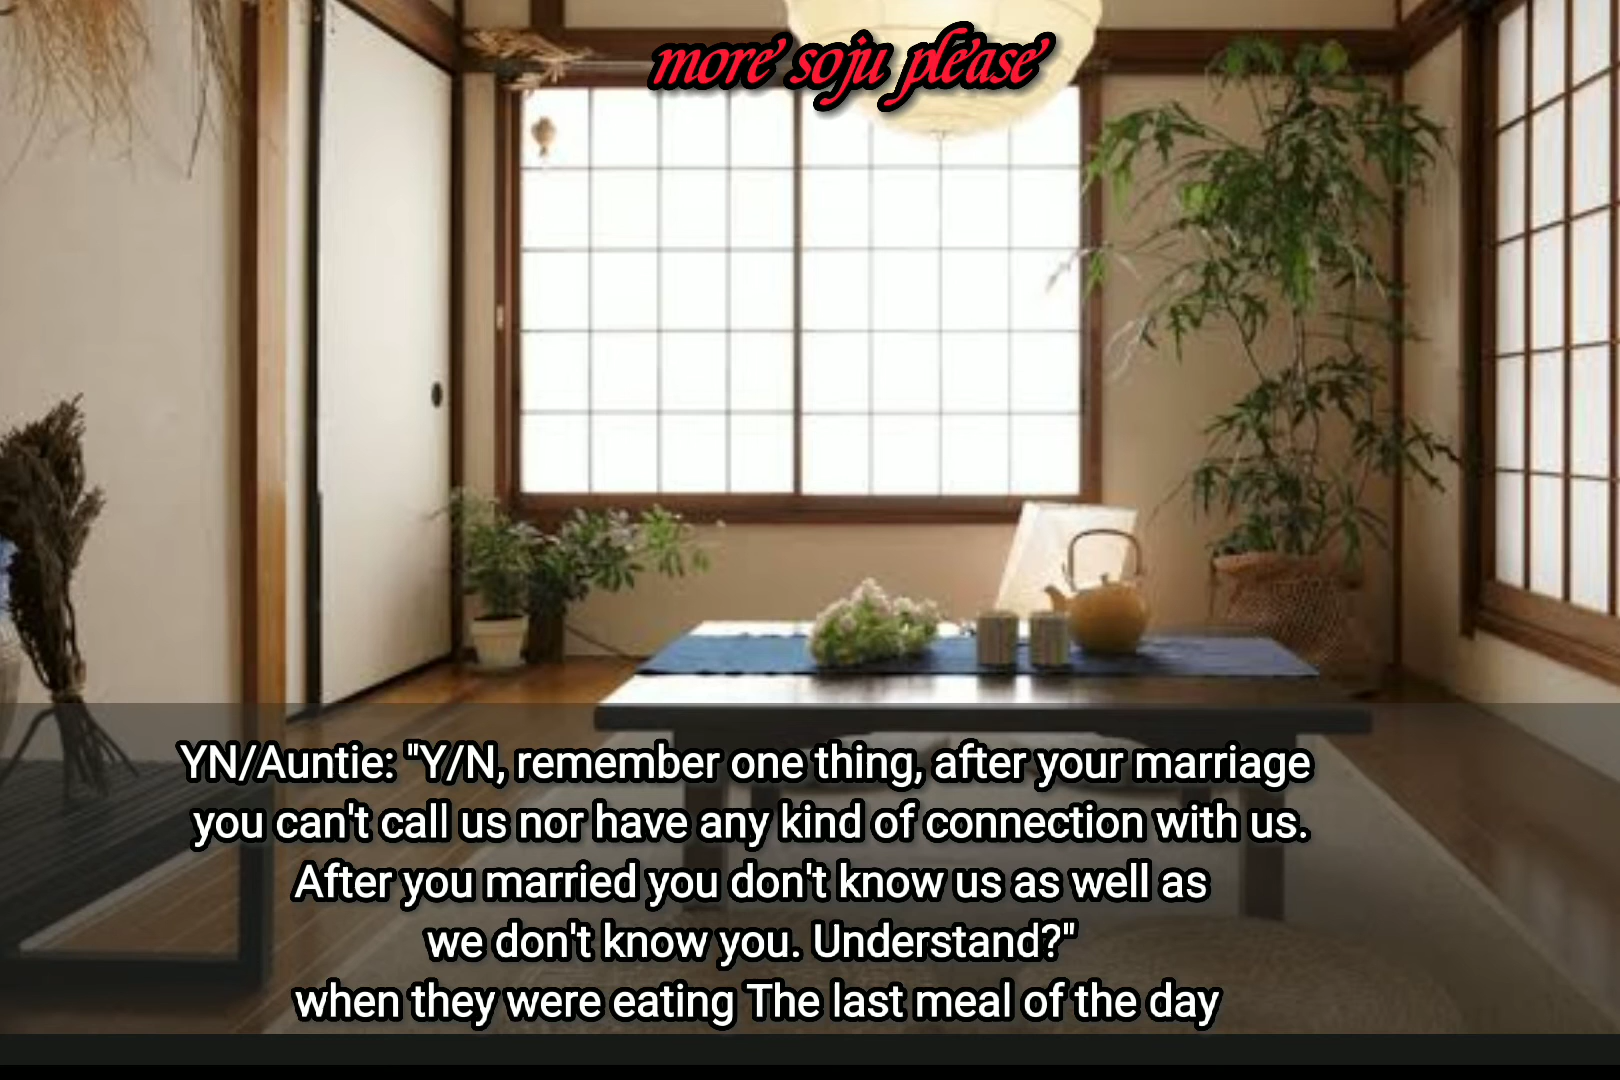 more soju please
YN/Auntie: "Y/N, remember one thing, after your marriage
you can't call us nor have any kind of connection with us.
After you married you don't know us as well as
we don't know you. Understand?"
when they were eating The last meal of the day